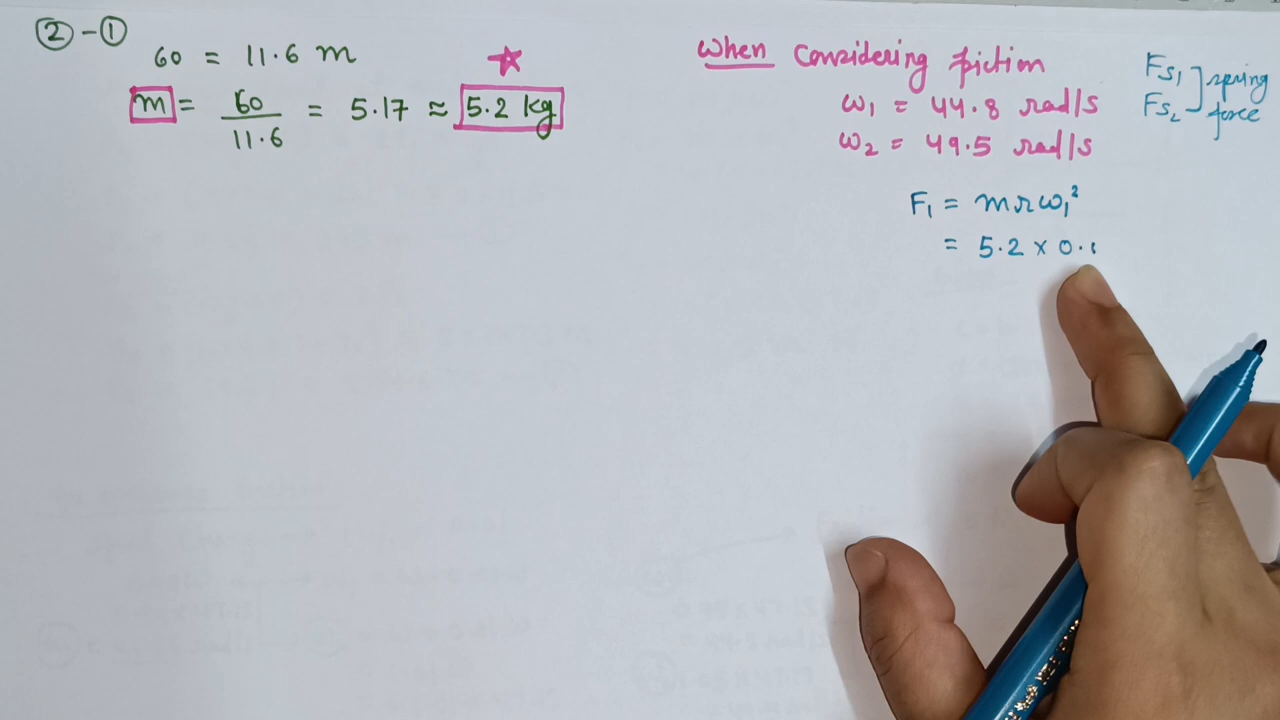 ② - ①
60 = 11.6 m
m = 60/11.6 = 5.17 ≈ 5.2 kg
When Considering friction
ω₁ = 44.8 rad/s
ω₂ = 49.5 rad/s
Fs₁
Fs₂
spring
force
F₁ = mrω₁²
= 5.2 × 0.